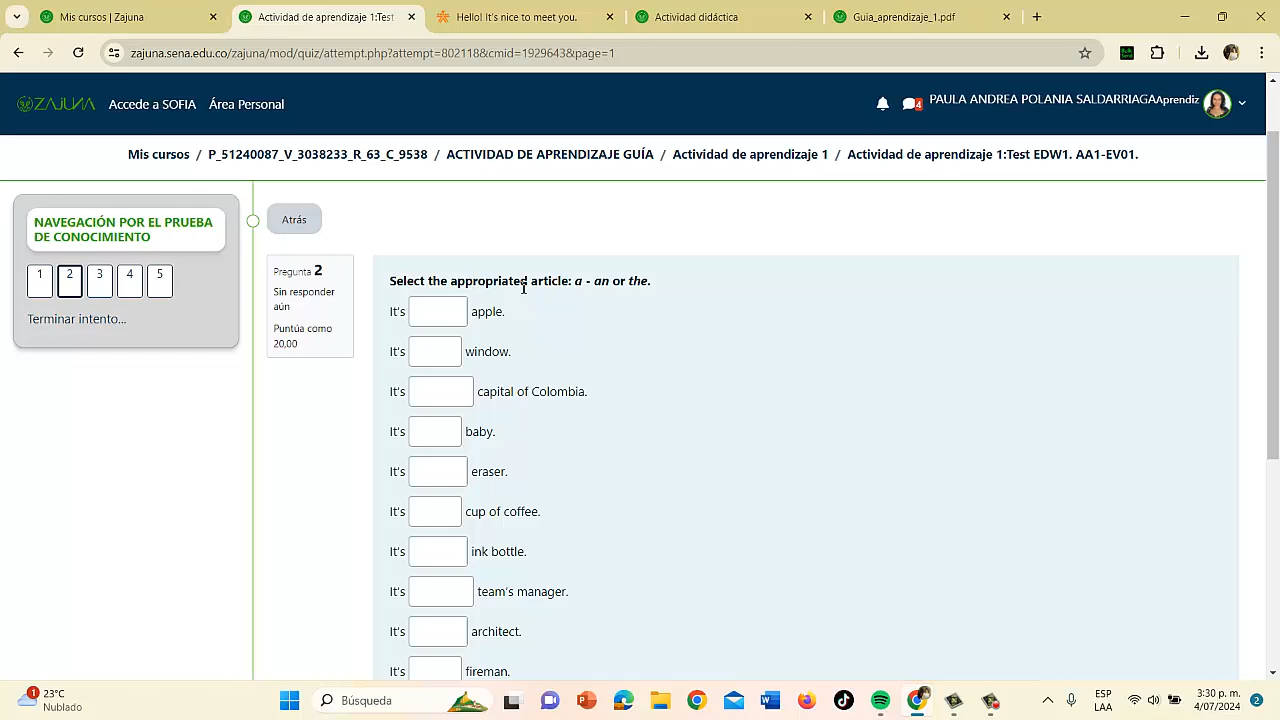 Mis cursos | Zajuna
Actividad de aprendizaje 1:Test
Hello! It's nice to meet you.
Actividad didáctica
Guia_aprendizaje_1.pdf
zajuna.sena.edu.co/zajuna/mod/quiz/attempt.php?attempt=802118&cmid=1929643&page=1
ZAJUNA
Accede a SOFIA
Área Personal
4
PAULA ANDREA POLANIA SALDARRIAGAAprendiz
Mis cursos / P_51240087_V_3038233_R_63_C_9538 / ACTIVIDAD DE APRENDIZAJE GUÍA / Actividad de aprendizaje 1 / Actividad de aprendizaje 1:Test EDW1. AA1-EV01.
NAVEGACIÓN POR EL PRUEBA
DE CONOCIMIENTO
1 2 3 4 5
Terminar intento...
Atrás
Pregunta 2
Sin responder
aún
Puntúa como
20,00
Select the appropriated article: a - an or the.
It's apple.
It's window.
It's capital of Colombia.
It's baby.
It's eraser.
It's cup of coffee.
It's ink bottle.
It's team's manager.
It's architect.
It's fireman.
1
23°C
Nublado
Búsqueda
ESP
LAA
3:30 p. m.
4/07/2024
2